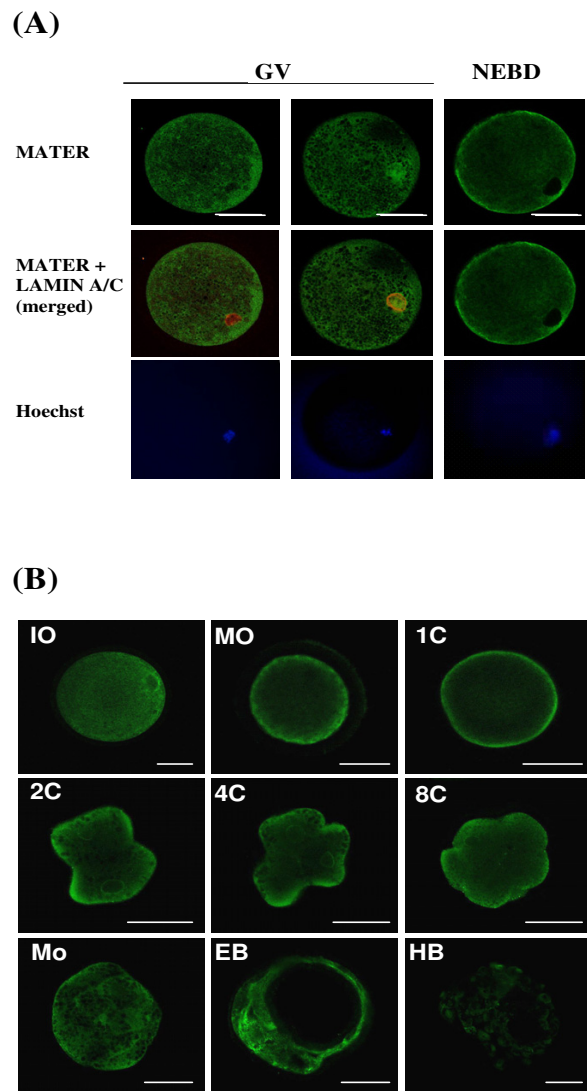 (A)
GV NEBD
MATER
MATER +
LAMIN A/C
(merged)
Hoechst
(B)
IO MO 1C
2C 4C 8C
Mo EB HB